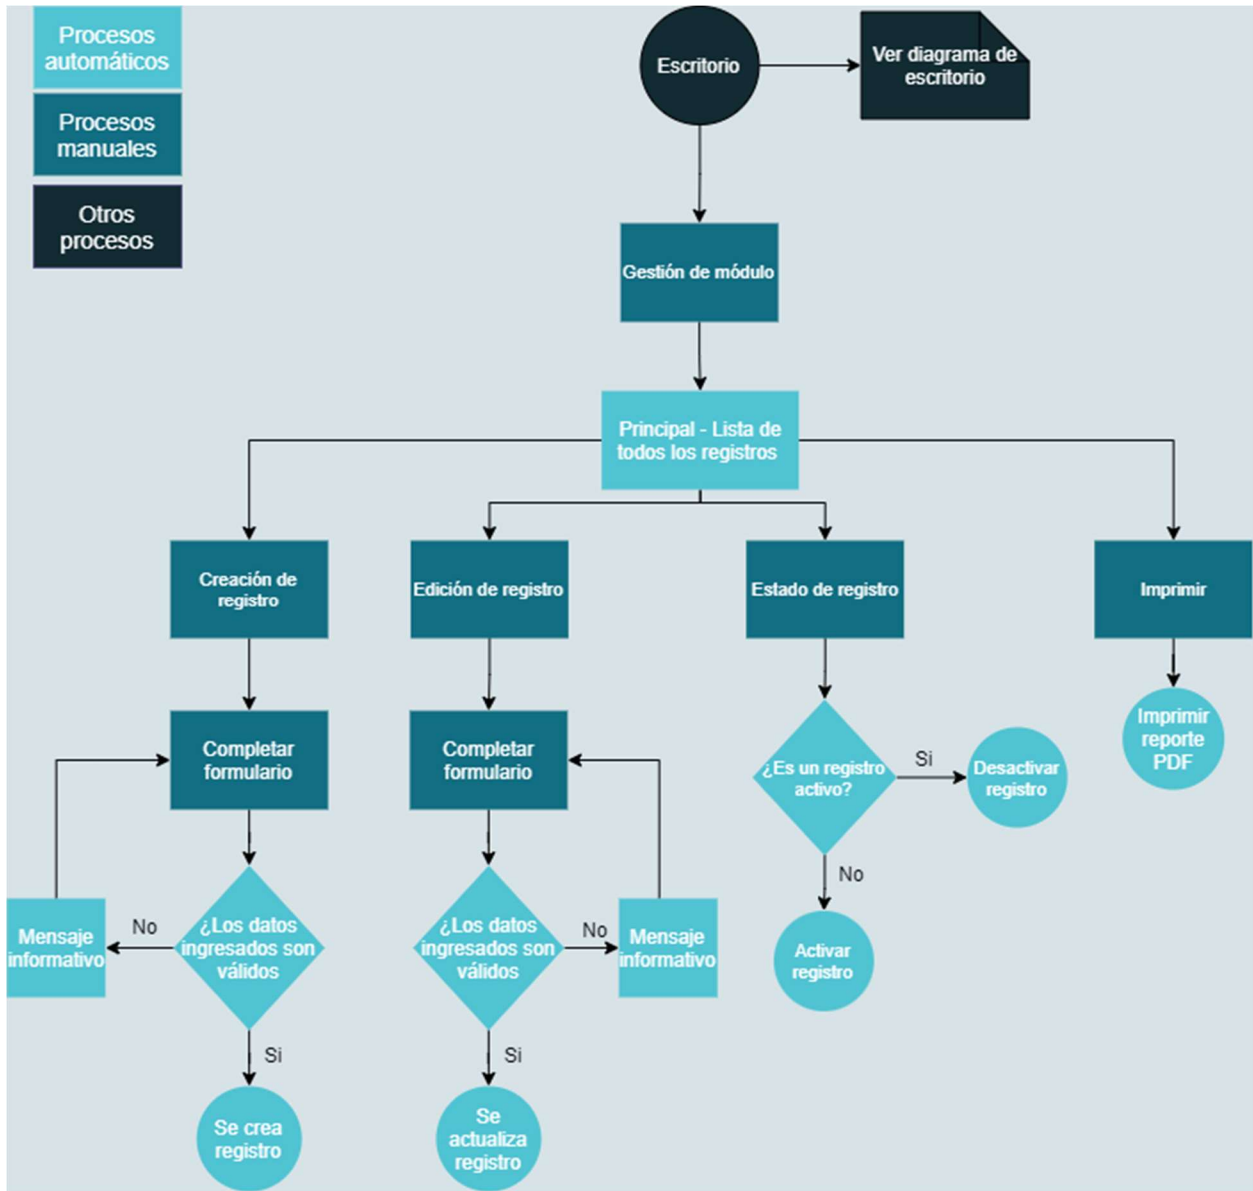 Procesos
automáticos
Procesos
manuales
Otros
procesos
Escritorio
Ver diagrama de
escritorio
Gestión de módulo
Principal - Lista de
todos los registros
Creación de
registro
Edición de registro
Estado de registro
Imprimir
Completar
formulario
Completar
formulario
¿Es un registro
activo?
Si
Desactivar
registro
Imprimir
reporte
PDF
No
Activar
registro
Mensaje
informativo
No
¿Los datos
ingresados son
válidos
¿Los datos
ingresados son
válidos
No
Mensaje
informativo
Si
Si
Se crea
registro
Se
actualiza
registro